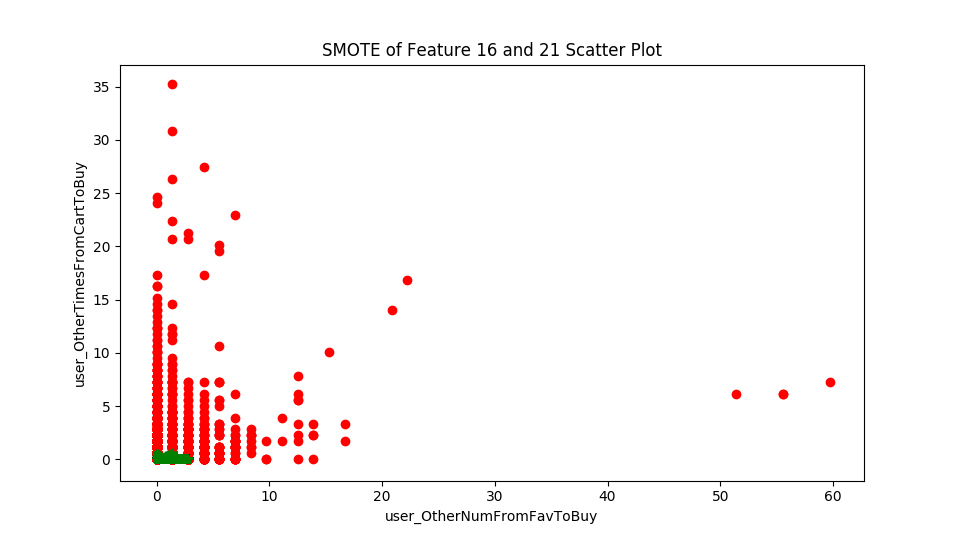 SMOTE of Feature 16 and 21 Scatter Plot
35
30
25
20
15
10
5
0
user_OtherTimesFromCartToBuy
0 10 20 30 40 50 60
user_OtherNumFromFavToBuy